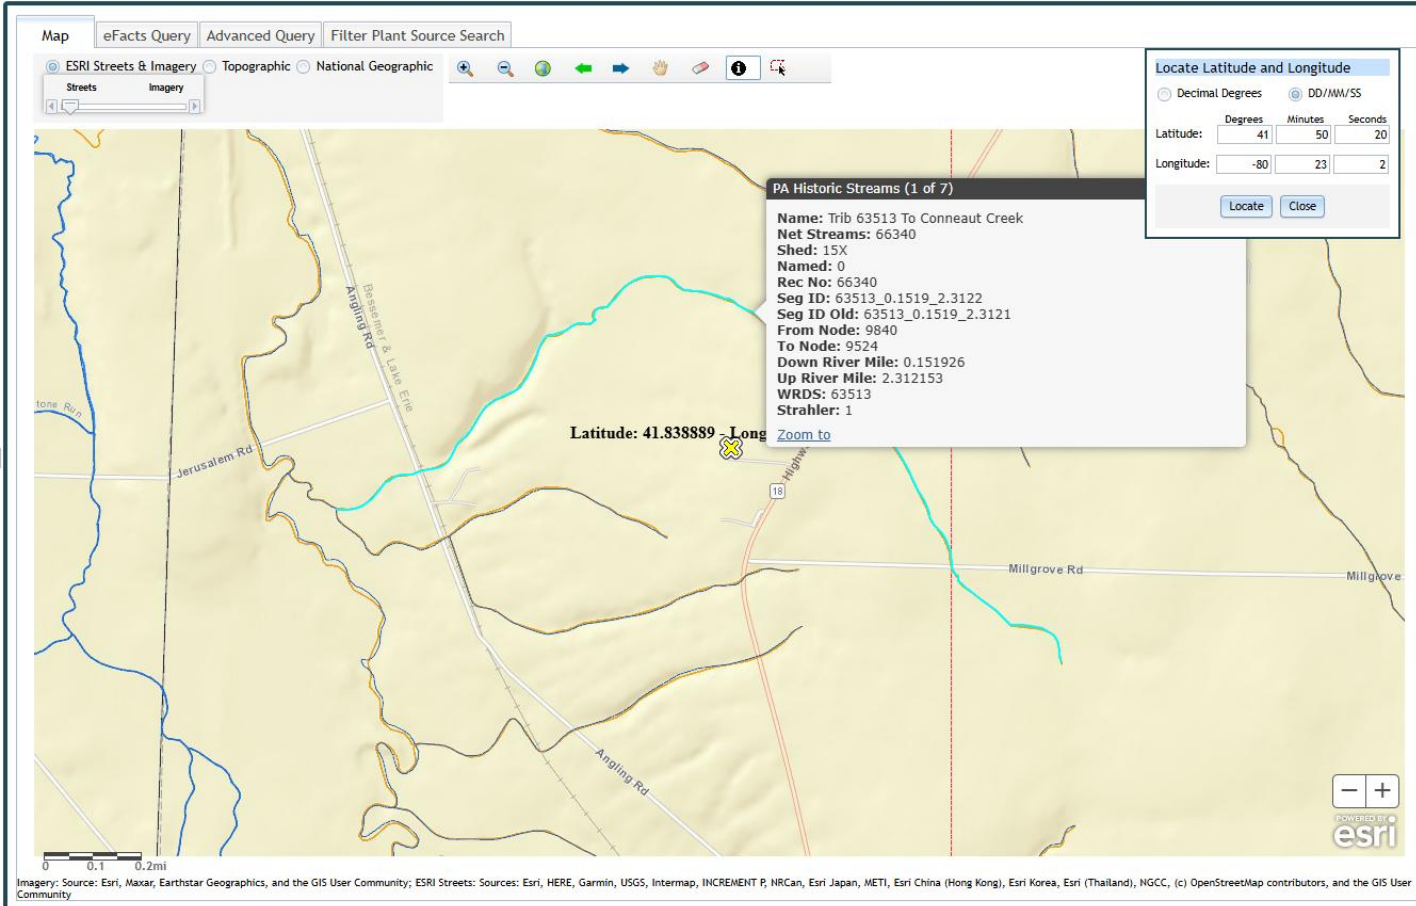 Map eFacts Query Advanced Query Filter Plant Source Search
ESRI Streets & Imagery Topographic National Geographic
Streets Imagery
Locate Latitude and Longitude
Decimal Degrees DD/MM/SS
Degrees Minutes Seconds
Latitude: 41 50 20
Longitude: -80 23 2
Locate Close
PA Historic Streams (1 of 7)
Name: Trib 63513 To Conneaut Creek
Net Streams: 66340
Shed: 15X
Named: 0
Rec No: 66340
Seg ID: 63513_0.1519_2.3122
Seg ID Old: 63513_0.1519_2.3121
From Node: 9840
To Node: 9524
Down River Mile: 0.151926
Up River Mile: 2.312153
WRDS: 63513
Strahler: 1
Zoom to
Bessemer & Lake Erie
Angling Rd
tone Run
Latitude: 41.838889 - Long
Jerusalem Rd
Highw
18
Millgrove Rd
Millgrove
Angling Rd
POWERED BY
esri
0 0.1 0.2mi
Imagery: Source: Esri, Maxar, Earthstar Geographics, and the GIS User Community; ESRI Streets: Sources: Esri, HERE, Garmin, USGS, Intermap, INCREMENT P, NRCan, Esri Japan, METI, Esri China (Hong Kong), Esri Korea, Esri (Thailand), NGCC, (c) OpenStreetMap contributors, and the GIS User
Community